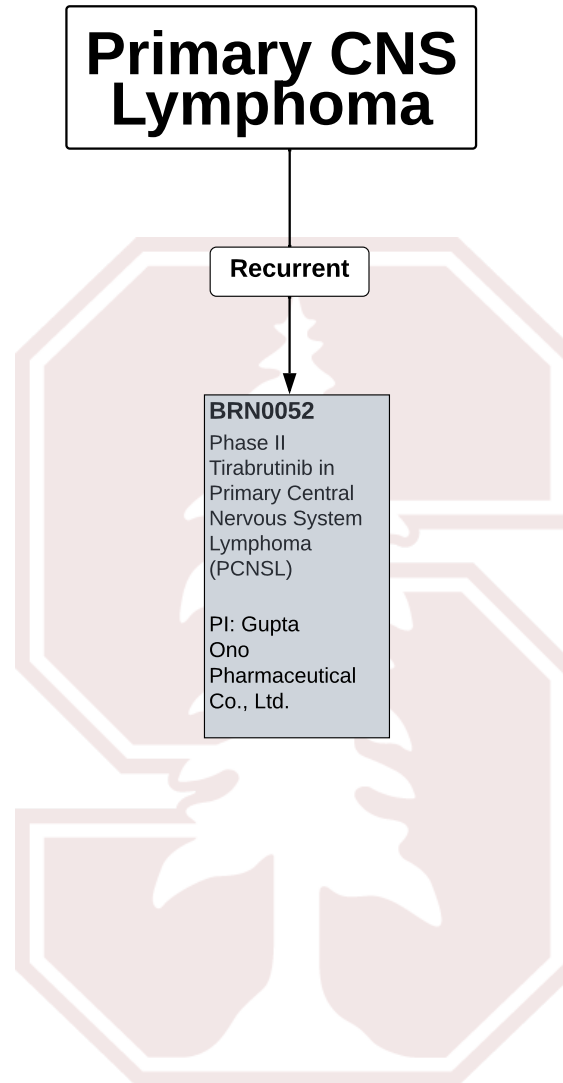 Primary CNS
Lymphoma
Recurrent
BRN0052
Phase II
Tirabrutinib in
Primary Central
Nervous System
Lymphoma
(PCNSL)
PI: Gupta
Ono
Pharmaceutical
Co., Ltd.